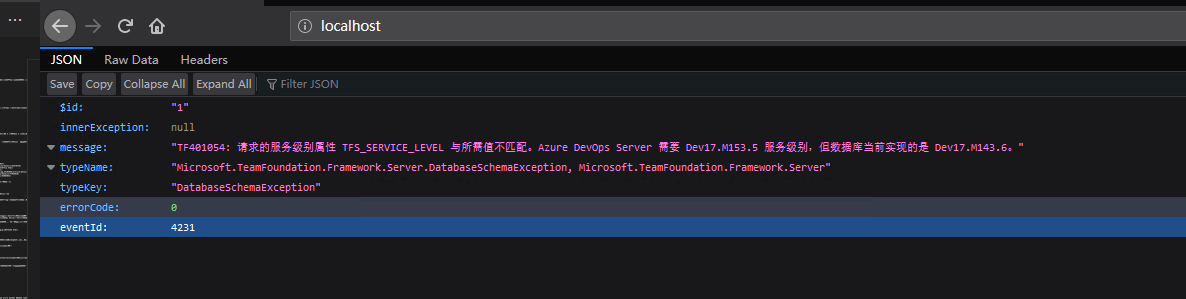 ...
localhost
JSON Raw Data Headers
Save Copy Collapse All Expand All Filter JSON
$id: "1"
innerException: null
message: "TF401054: 请求的服务级别属性 TFS_SERVICE_LEVEL 与所需值不匹配。Azure DevOps Server 需要 Dev17.M153.5 服务级别，但数据库当前实现的是 Dev17.M143.6。"
typeName: "Microsoft.TeamFoundation.Framework.Server.DatabaseSchemaException, Microsoft.TeamFoundation.Framework.Server"
typeKey: "DatabaseSchemaException"
errorCode: 0
eventId: 4231